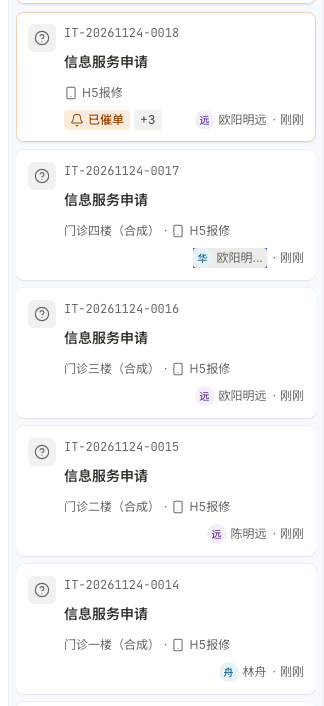 IT-20261124-0018
信息服务申请
H5报修
已催单 +3 远 欧阳明远 · 刚刚
IT-20261124-0017
信息服务申请
门诊四楼（合成） · H5报修
华 欧阳明... · 刚刚
IT-20261124-0016
信息服务申请
门诊三楼（合成） · H5报修
远 欧阳明远 · 刚刚
IT-20261124-0015
信息服务申请
门诊二楼（合成） · H5报修
远 陈明远 · 刚刚
IT-20261124-0014
信息服务申请
门诊一楼（合成） · H5报修
舟 林舟 · 刚刚